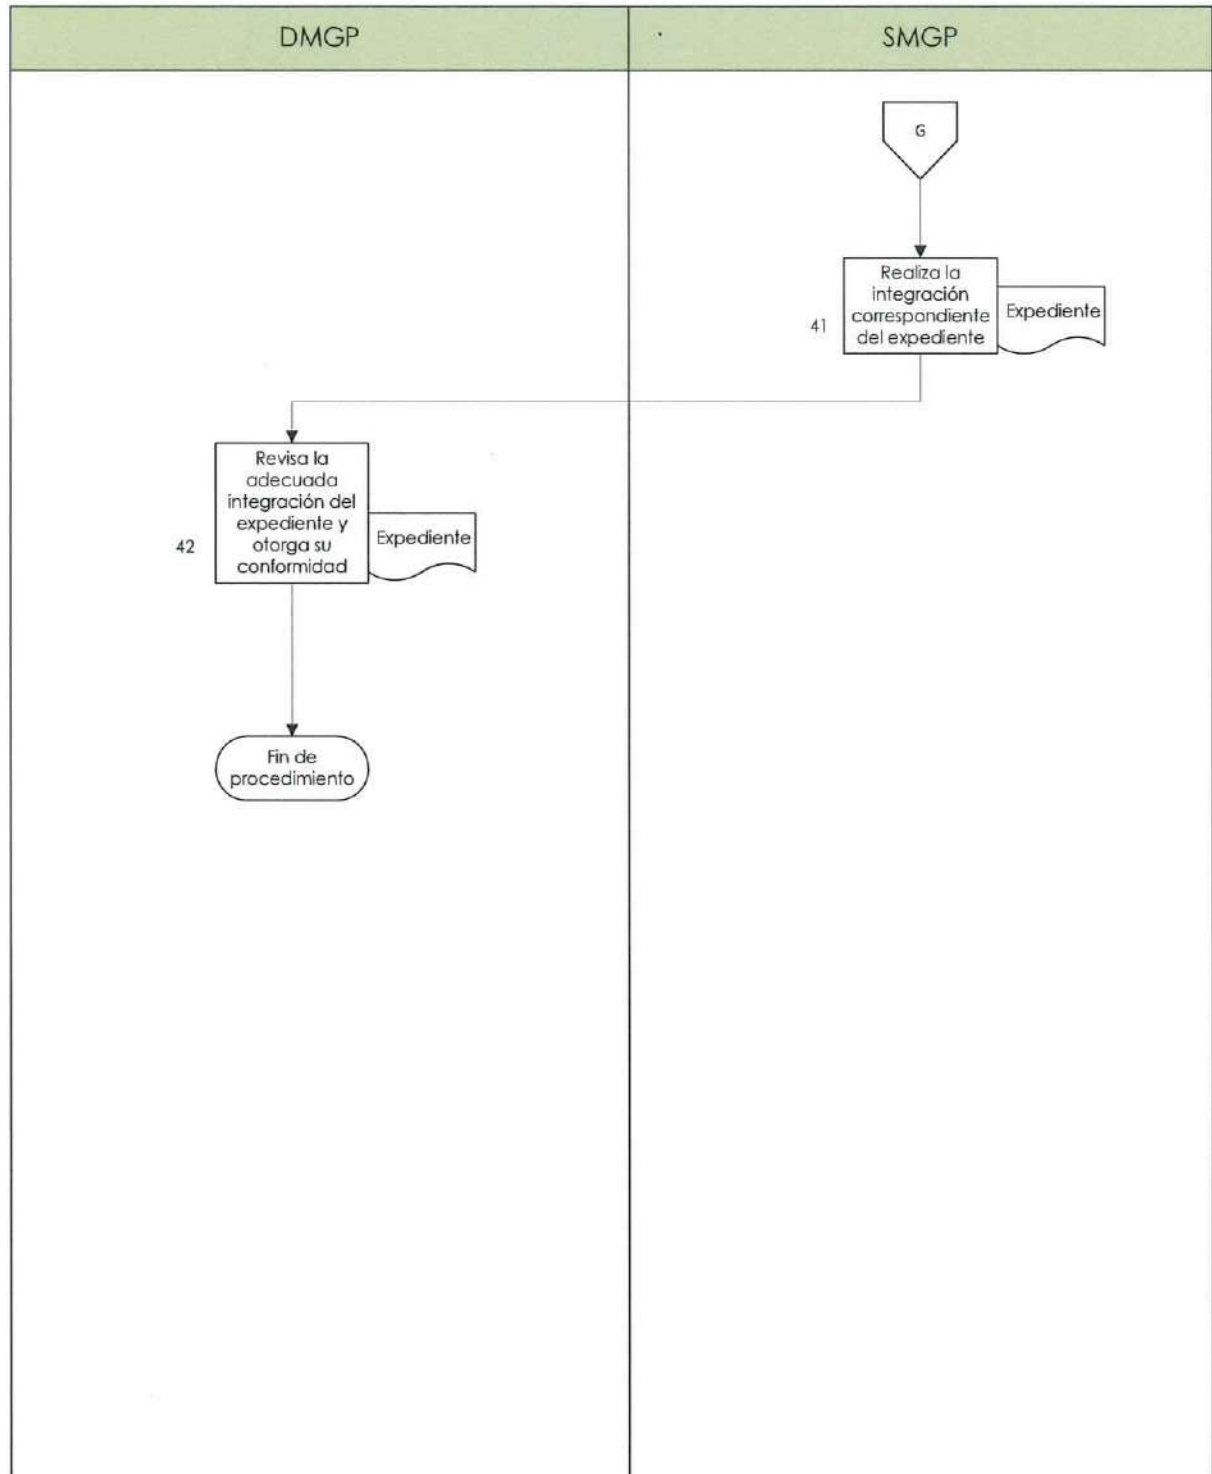 DMGP
SMGP
G
Realiza la
integración
correspondiente
del expediente
Expediente
41
Revisa la
adecuada
integración del
expediente y
otorga su
conformidad
Expediente
42
Fin de
procedimiento